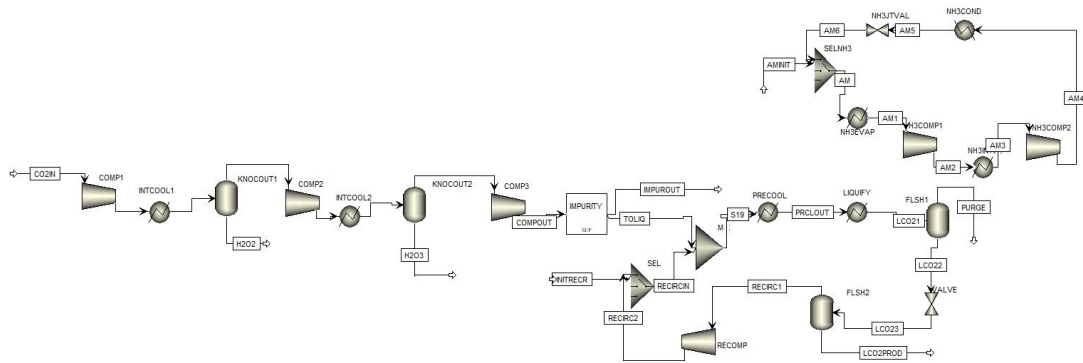 NH3JTVAL
NH3COND
AM6
AM5
SELNH3
AMINIT
AM
AM4
AM1
NH3EVAP
H3COMP1
NH3COMP2
AM3
AM2
CO2IN
COMP1
INTCOOL1
KNOCOUT1
COMP2
INTCOOL2
KNOCOUT2
COMP3
COMPOUT
H2O2
H2O3
IMPURITY
SEP
IMPUROUT
TOLIQ
M
S19
PRECOOL
PRCLOUT
LIQUIFY
LCO21
FLSH1
PURGE
LCO22
VALVE
INITRECR
SEL
RECIRCIN
RECIRC2
RECIRC1
RECOMP
FLSH2
LCO23
LCO2PROD